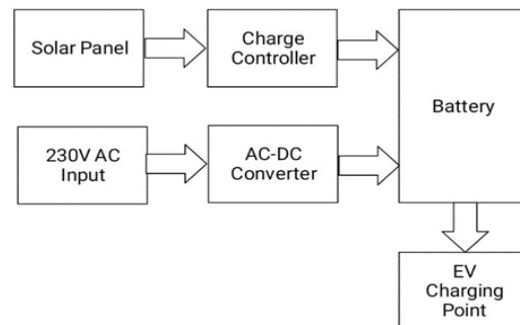 Solar Panel
Charge
Controller
Battery
230V AC
Input
AC-DC
Converter
EV
Charging
Point